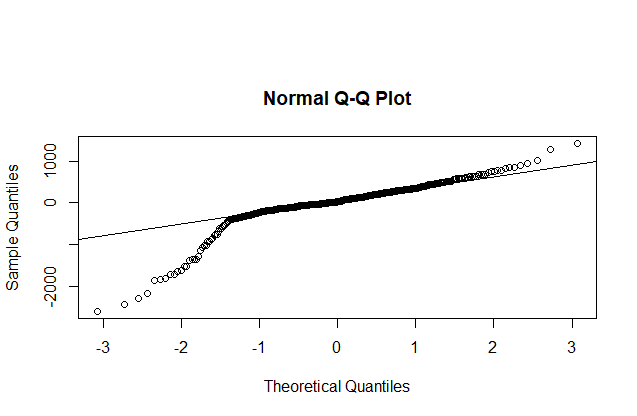 Normal Q-Q Plot
Sample Quantiles
1000
0
-2000
-3 -2 -1 0 1 2 3
Theoretical Quantiles